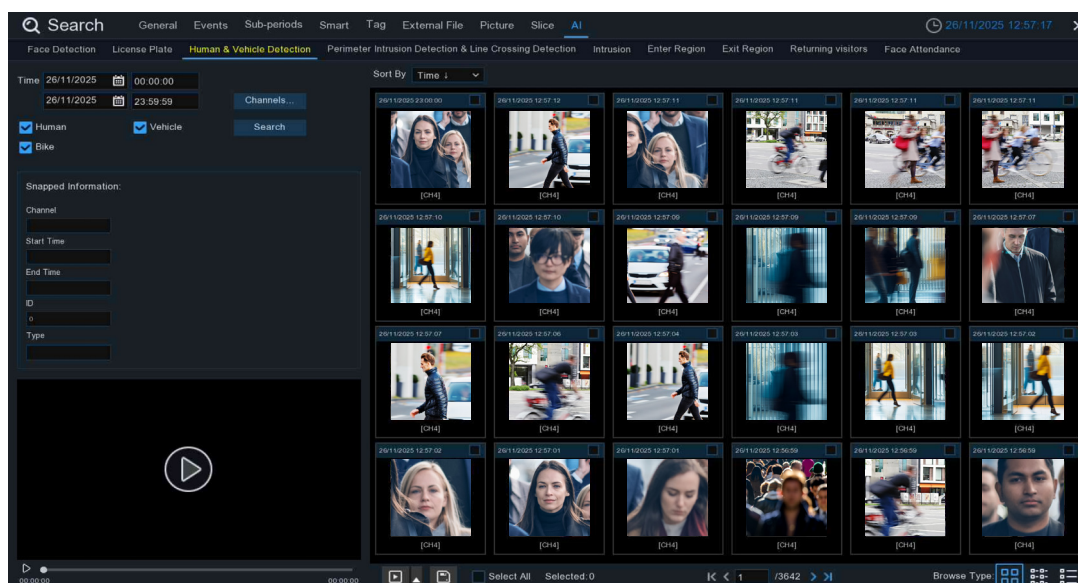 Search General Events Sub-periods Smart Tag External File Picture Slice AI 26/11/2025 12:57:17
Face Detection License Plate Human & Vehicle Detection Perimeter Intrusion Detection & Line Crossing Detection Intrusion Enter Region Exit Region Returning visitors Face Attendance
Time 26/11/2025 00:00:00
26/11/2025 23:59:59 Channels...
Human Vehicle Search
Bike
Snapped Information:
Channel
Start Time
End Time
ID
0
Type
00:00:00 00:00:00
Sort By Time ↓
26/11/2025 23:00:00 26/11/2025 12:57:12 26/11/2025 12:57:11 26/11/2025 12:57:11 26/11/2025 12:57:11 26/11/2025 12:57:11
[CH4] [CH4] [CH4] [CH4] [CH4] [CH4]
26/11/2025 12:57:10 26/11/2025 12:57:10 26/11/2025 12:57:09 26/11/2025 12:57:09 26/11/2025 12:57:09 26/11/2025 12:57:07
[CH4] [CH4] [CH4] [CH4] [CH4] [CH4]
26/11/2025 12:57:07 26/11/2025 12:57:06 26/11/2025 12:57:04 26/11/2025 12:57:03 26/11/2025 12:57:03 26/11/2025 12:57:02
[CH4] [CH4] [CH4] [CH4] [CH4] [CH4]
26/11/2025 12:57:02 26/11/2025 12:57:01 26/11/2025 12:57:01 26/11/2025 12:56:59 26/11/2025 12:56:59 26/11/2025 12:56:59
[CH4] [CH4] [CH4] [CH4] [CH4] [CH4]
Select All Selected: 0 1 /3642 Browse Type